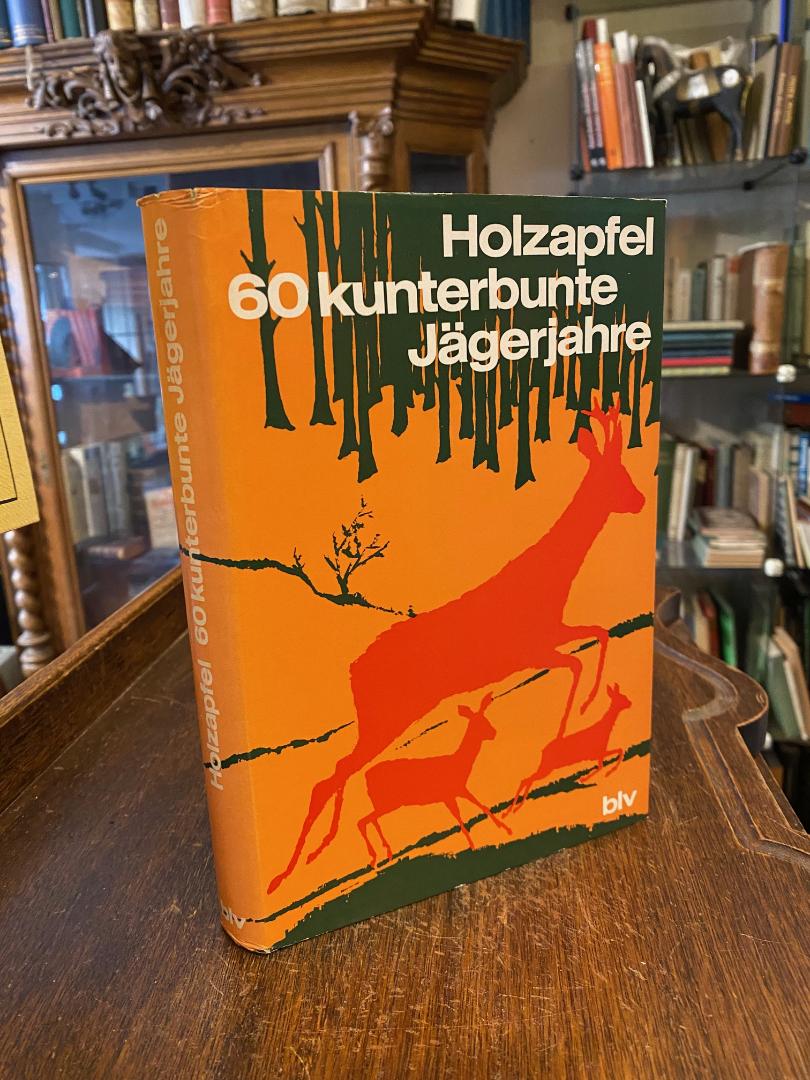 Holzapfel
60 kunterbunte
Jägerjahre
blv
Holzapfel 60 kunterbunte Jägerjahre
blv